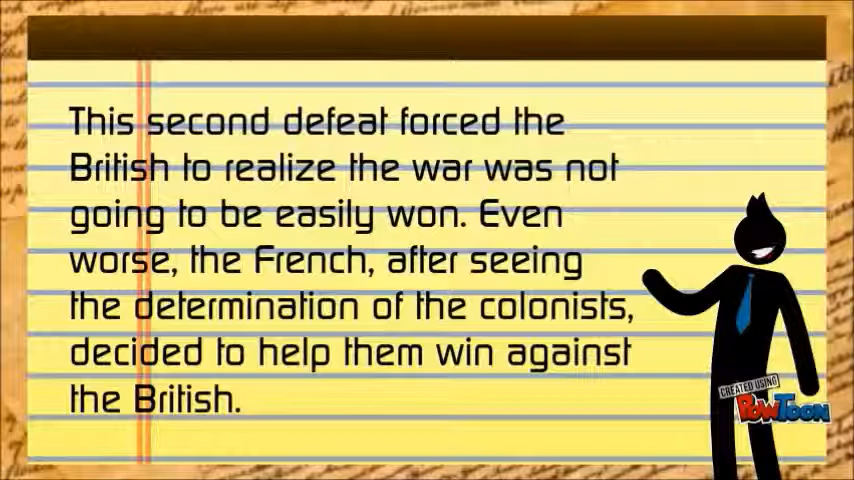 This second defeat forced the
British to realize the war was not
going to be easily won. Even
worse, the French, after seeing
the determination of the colonists,
decided to help them win against
the British.
CREATED USING
POWTOON